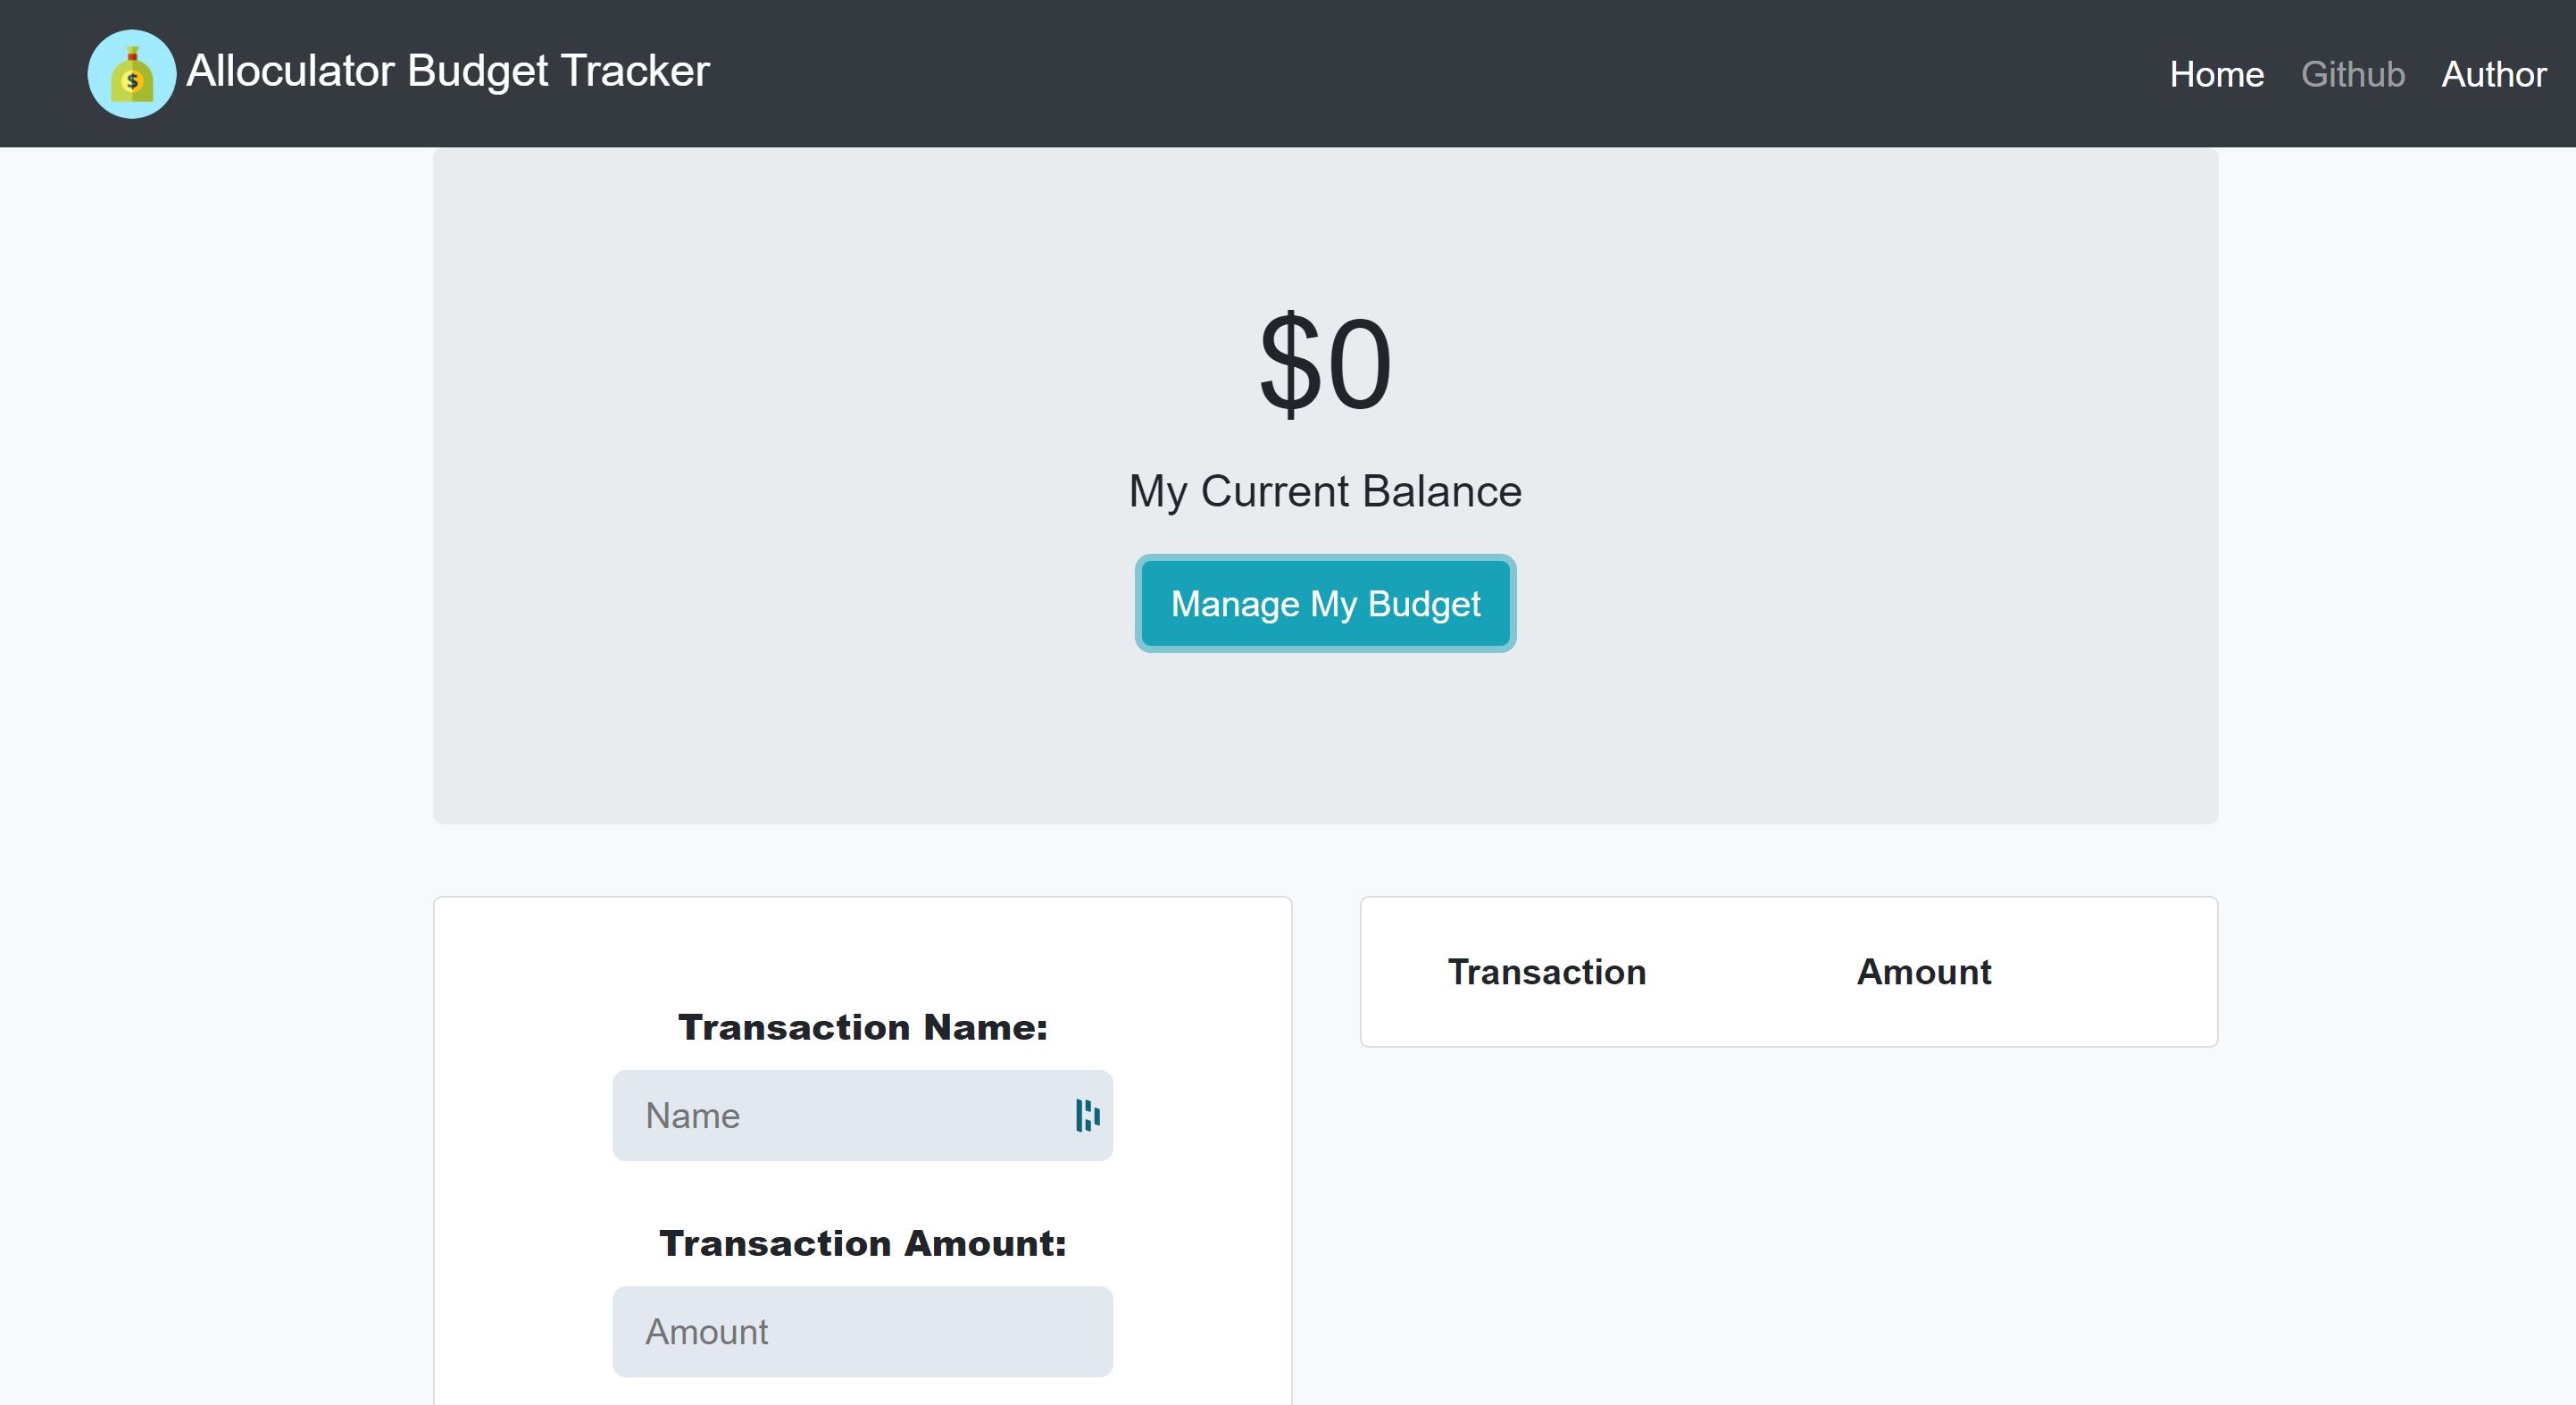 $
Alloculator Budget Tracker
Home Github Author
$0
My Current Balance
Manage My Budget
Transaction Amount
Transaction Name:
Name
Transaction Amount:
Amount